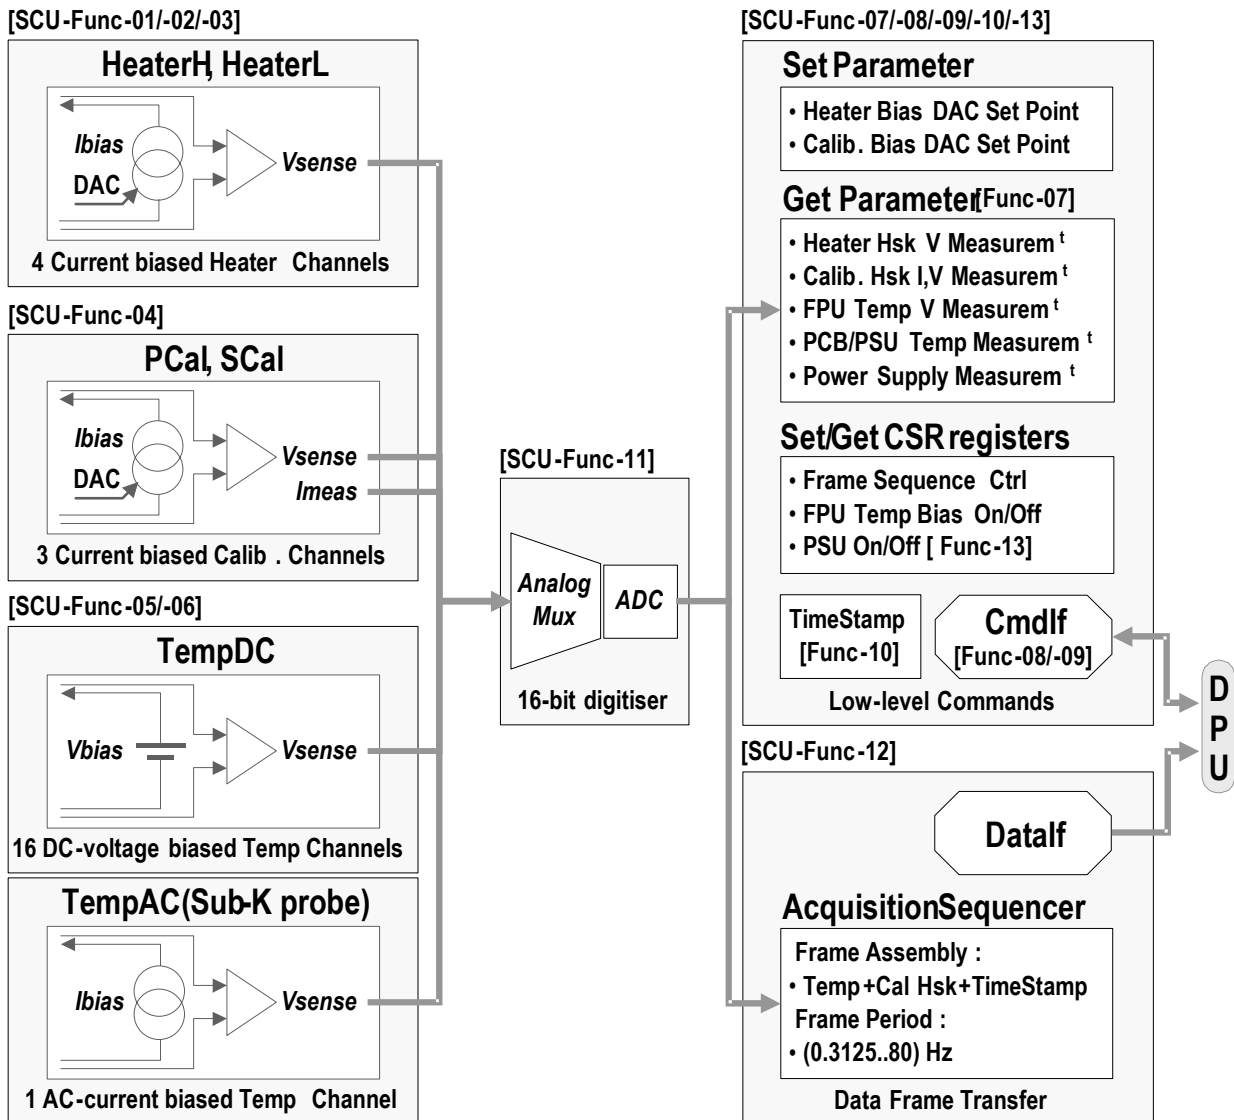 [SCU-Func-01/-02/-03]
HeaterH, HeaterL
Ibias
DAC
Vsense
4 Current biased Heater Channels
[SCU-Func-04]
PCal, SCal
Ibias
DAC
Vsense
Imeas
3 Current biased Calib . Channels
[SCU-Func-05/-06]
TempDC
Vbias
Vsense
16 DC-voltage biased Temp Channels
TempAC(Sub-K probe)
Ibias
Vsense
1 AC-current biased Temp Channel
[SCU-Func-11]
Analog
Mux
ADC
16-bit digitiser
[SCU-Func-07/-08/-09/-10/-13]
Set Parameter
• Heater Bias DAC Set Point
• Calib. Bias DAC Set Point
Get Parameter[Func-07]
• Heater Hsk V Measurem t
• Calib. Hsk I,V Measurem t
• FPU Temp V Measurem t
• PCB/PSU Temp Measurem t
• Power Supply Measurem t
Set/Get CSR registers
• Frame Sequence Ctrl
• FPU Temp Bias On/Off
• PSU On/Off [ Func-13]
TimeStamp
[Func-10]
CmdIf
[Func-08/-09]
Low-level Commands
[SCU-Func-12]
DataIf
AcquisitionSequencer
Frame Assembly :
• Temp+Cal Hsk+TimeStamp
Frame Period :
• (0.3125..80) Hz
Data Frame Transfer
D
P
U